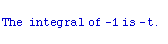 The integral of -1 is -t.